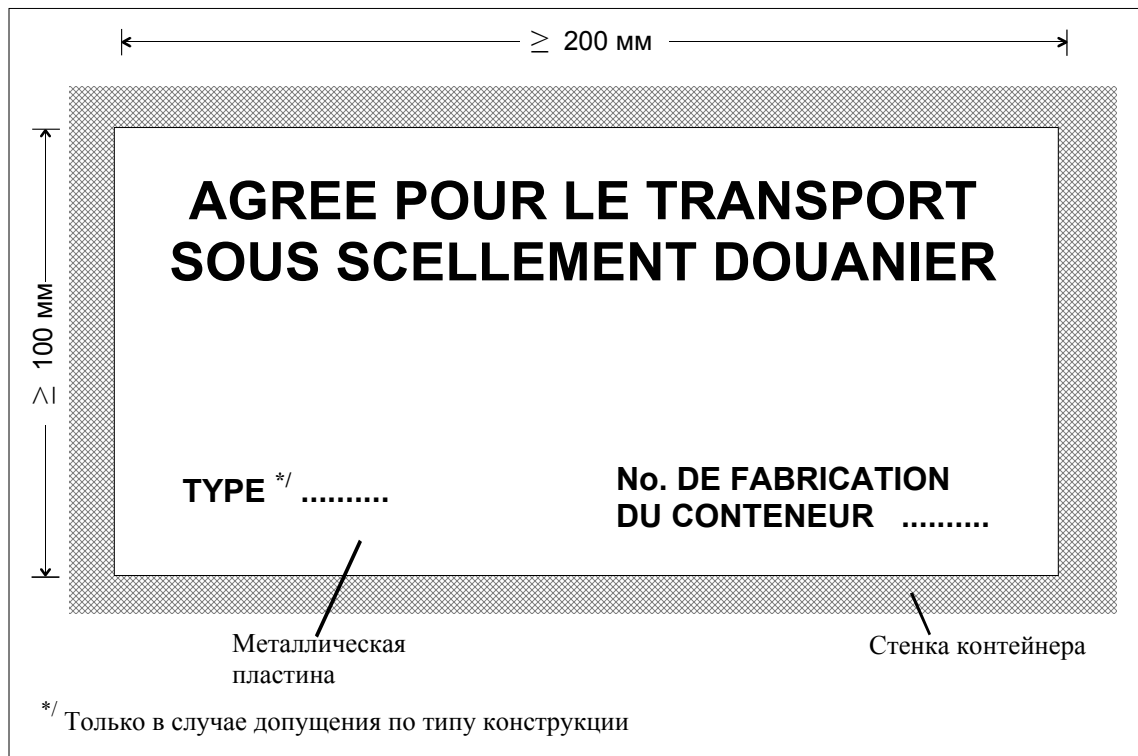 ≥ 200 мм
≥ 100 мм
AGREE POUR LE TRANSPORT
SOUS SCELLEMENT DOUANIER
TYPE */ ..........
No. DE FABRICATION
DU CONTENEUR ..........
Металлическая
пластина
Стенка контейнера
*/ Только в случае допущения по типу конструкции